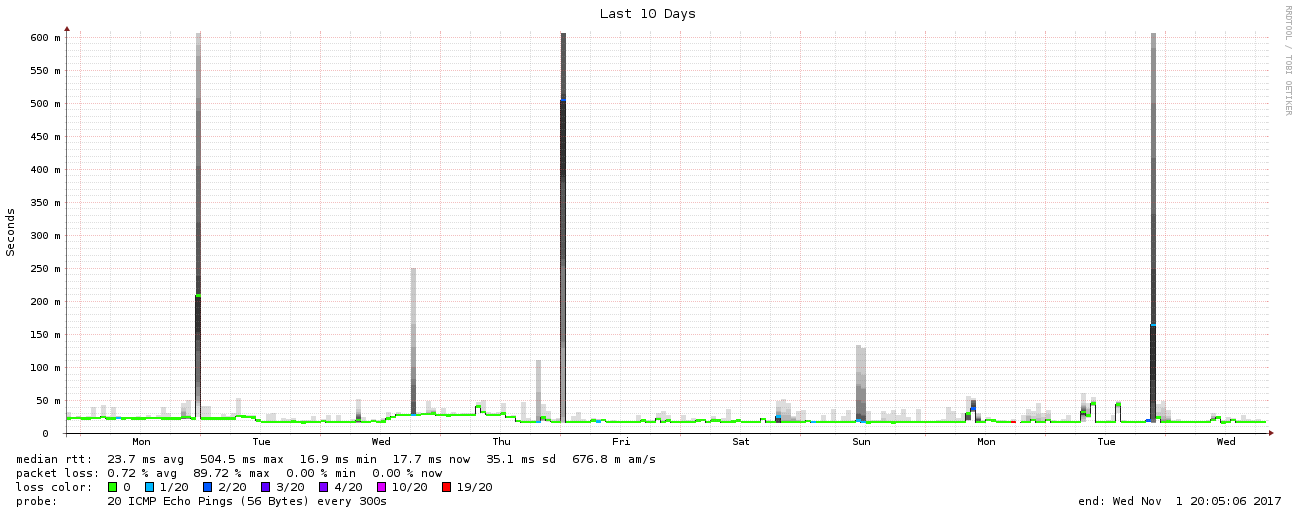 Last 10 Days
RRDTOOL / TOBI OETIKER
Seconds
600 m
550 m
500 m
450 m
400 m
350 m
300 m
250 m
200 m
150 m
100 m
50 m
0
Mon Tue Wed Thu Fri Sat Sun Mon Tue Wed
median rtt: 23.7 ms avg 504.5 ms max 16.9 ms min 17.7 ms now 35.1 ms sd 676.8 m am/s
packet loss: 0.72 % avg 89.72 % max 0.00 % min 0.00 % now
loss color: 0 1/20 2/20 3/20 4/20 10/20 19/20
probe: 20 ICMP Echo Pings (56 Bytes) every 300s end: Wed Nov 1 20:05:06 2017